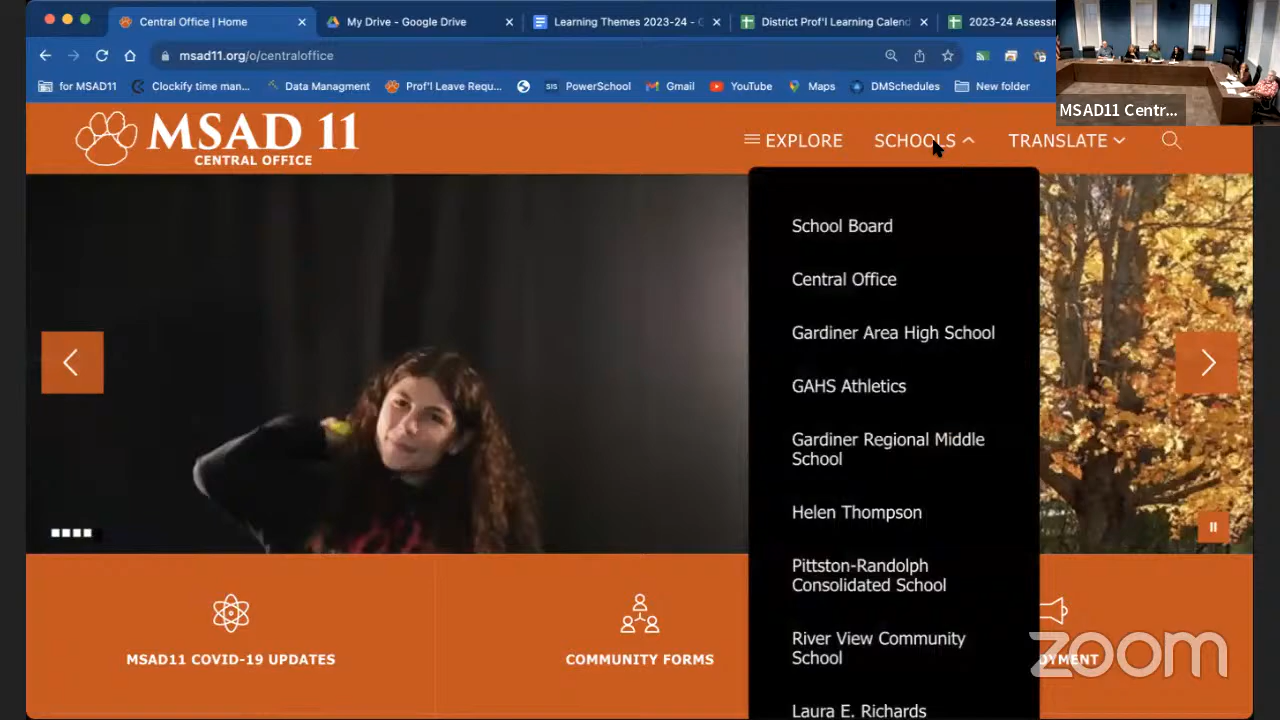 Central Office | Home
My Drive - Google Drive
Learning Themes 2023-24 - C
District Prof'l Learning Calend
2023-24 Assessm
msad11.org/o/centraloffice
for MSAD11
Clockify time man...
Data Managment
Prof'l Leave Requ...
SIS PowerSchool
Gmail
YouTube
Maps
DMSchedules
New folder
MSAD11 Centr...
MSAD 11
CENTRAL OFFICE
EXPLORE
SCHOOLS
TRANSLATE
School Board
Central Office
Gardiner Area High School
GAHS Athletics
Gardiner Regional Middle
School
Helen Thompson
Pittston-Randolph
Consolidated School
River View Community
School
Laura E. Richards
MSAD11 COVID-19 UPDATES
COMMUNITY FORMS
OYMENT
zoom